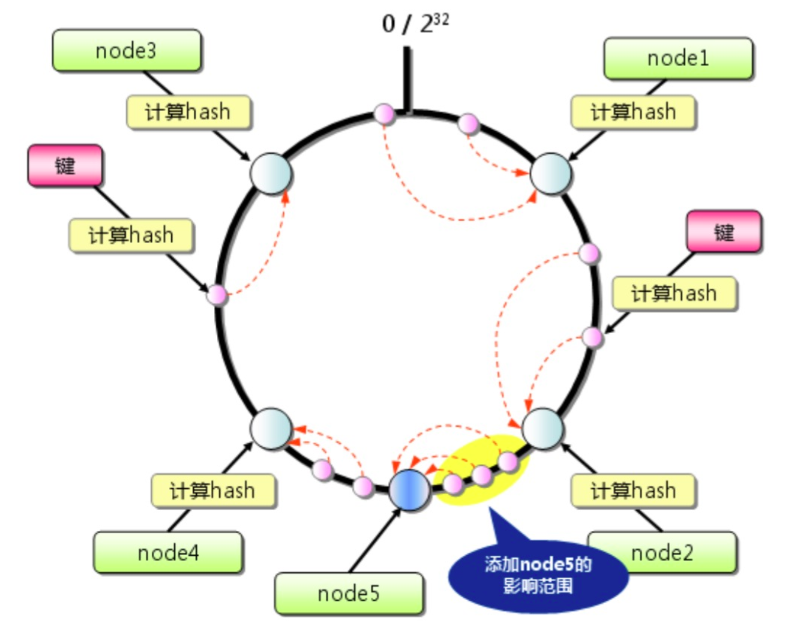 0 / 2³²
node3
node1
计算hash
计算hash
键
键
计算hash
计算hash
计算hash
计算hash
node4
node2
添加node5的
影响范围
node5